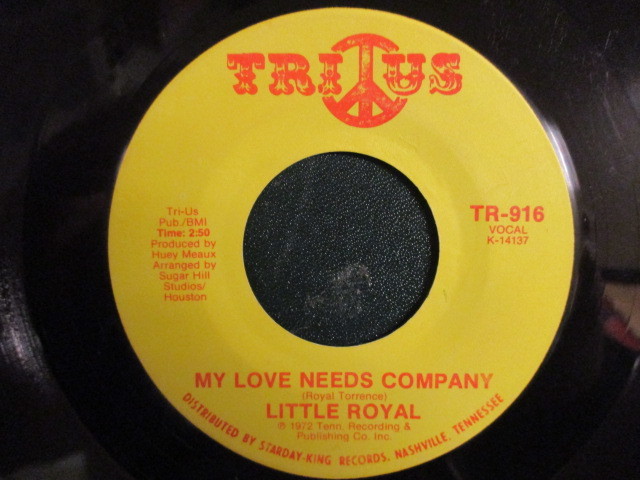 TRI US
TR-916
VOCAL
K-14137
Tri-Us
Pub./BMI
Time: 2:50
Produced by
Huey Meaux
Arranged by
Sugar Hill
Studios/
Houston
MY LOVE NEEDS COMPANY
(Royal Torrence)
LITTLE ROYAL
℗ 1972 Tenn. Recording &
Publishing Co. Inc.
DISTRIBUTED BY STARDAY-KING RECORDS, NASHVILLE, TENNESSEE